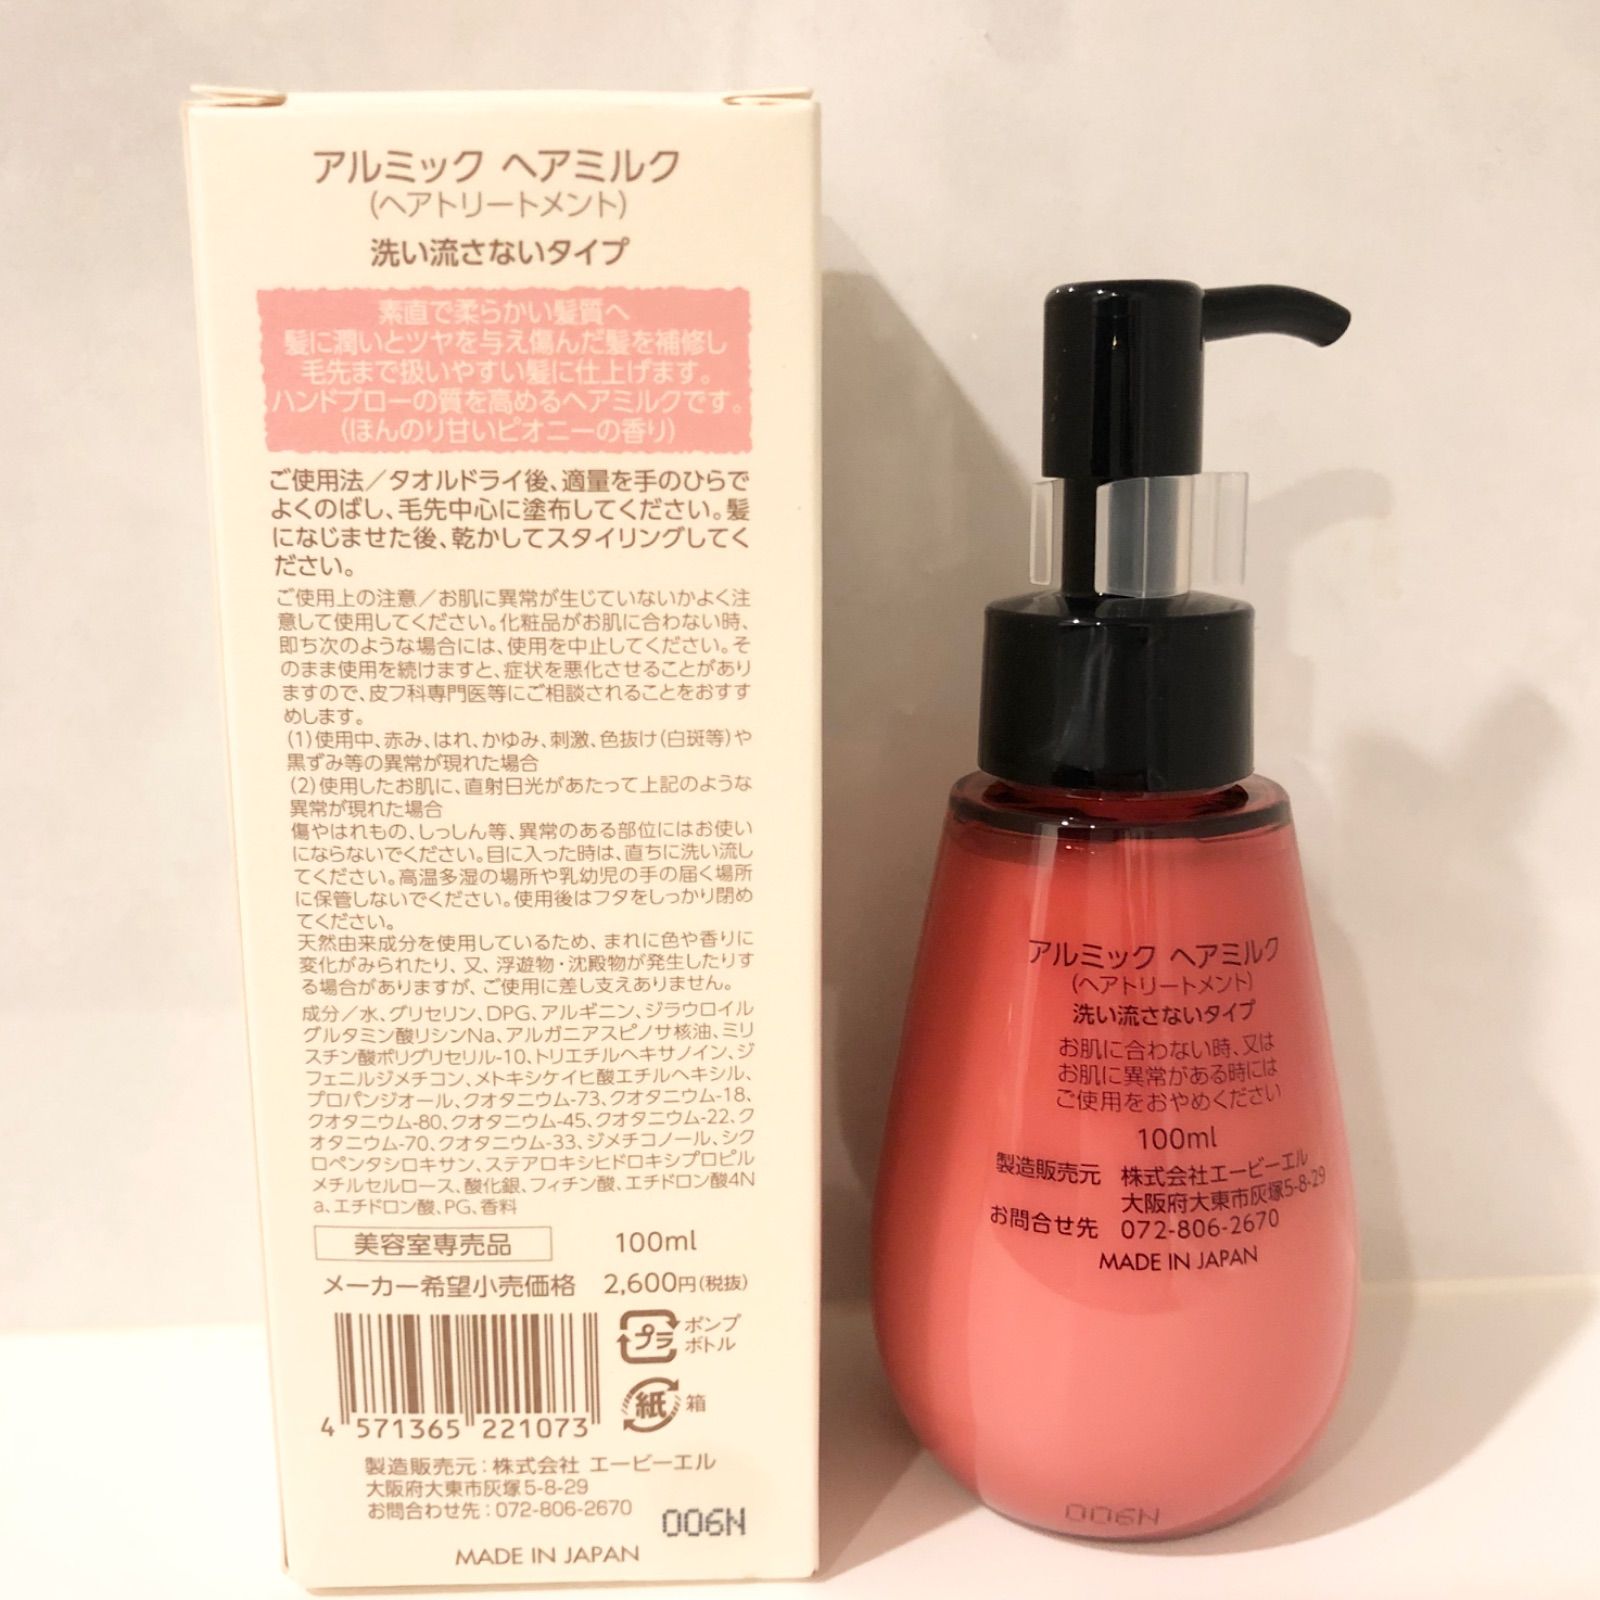 アルミック ヘアミルク
(ヘアトリートメント)
洗い流さないタイプ
素直で柔らかい髪質へ
髪に潤いとツヤを与え傷んだ髪を補修し
毛先まで扱いやすい髪に仕上げます。
ハンドブローの質を高めるヘアミルクです。
(ほんのり甘いピオニーの香り)
ご使用法/タオルドライ後、適量を手のひらで
よくのばし、毛先中心に塗布してください。髪
になじませた後、乾かしてスタイリングしてく
ださい。
ご使用上の注意/お肌に異常が生じていないかよく注
意して使用してください。化粧品がお肌に合わない時、
即ち次のような場合には、使用を中止してください。そ
のまま使用を続けますと、症状を悪化させることがあり
ますので、皮フ科専門医等にご相談されることをおすす
めします。
(1)使用中、赤み、はれ、かゆみ、刺激、色抜け(白斑等)や
黒ずみ等の異常が現れた場合
(2)使用したお肌に、直射日光があたって上記のような
異常が現れた場合
傷やはれもの、しっしん等、異常のある部位にはお使い
にならないでください。目に入った時は、直ちに洗い流し
てください。高温多湿の場所や乳幼児の手の届く場所
に保管しないでください。使用後はフタをしっかり閉め
てください。
天然由来成分を使用しているため、まれに色や香りに
変化がみられたり、又、浮遊物・沈殿物が発生したりす
る場合がありますが、ご使用に差し支えありません。
成分/水、グリセリン、DPG、アルギニン、ジラウロイル
グルタミン酸リシンNa、アルガニアスピノサ核油、ミリ
スチン酸ポリグリセリル-10、トリエチルヘキサノイン、ジ
フェニルジメチコン、メトキシケイヒ酸エチルヘキシル、
プロパンジオール、クオタニウム-73、クオタニウム-18、
クオタニウム-80、クオタニウム-45、クオタニウム-22、ク
オタニウム-70、クオタニウム-33、ジメチコノール、シク
ロペンタシロキサン、ステアロキシヒドロキシプロピル
メチルセルロース、酸化銀、フィチン酸、エチドロン酸4N
a、エチドロン酸、PG、香料
美容室専売品 100ml
メーカー希望小売価格 2,600円(税抜)
プラ ポンプ
ボトル
紙 箱
4 571365 221073
製造販売元:株式会社 エービーエル
大阪府大東市灰塚5-8-29
お問合わせ先:072-806-2670
006N
MADE IN JAPAN
アルミック ヘアミルク
(ヘアトリートメント)
洗い流さないタイプ
お肌に合わない時、又は
お肌に異常がある時には
ご使用をおやめください
100ml
製造販売元 株式会社エービーエル
大阪府大東市灰塚5-8-29
お問合せ先 072-806-2670
MADE IN JAPAN
006N